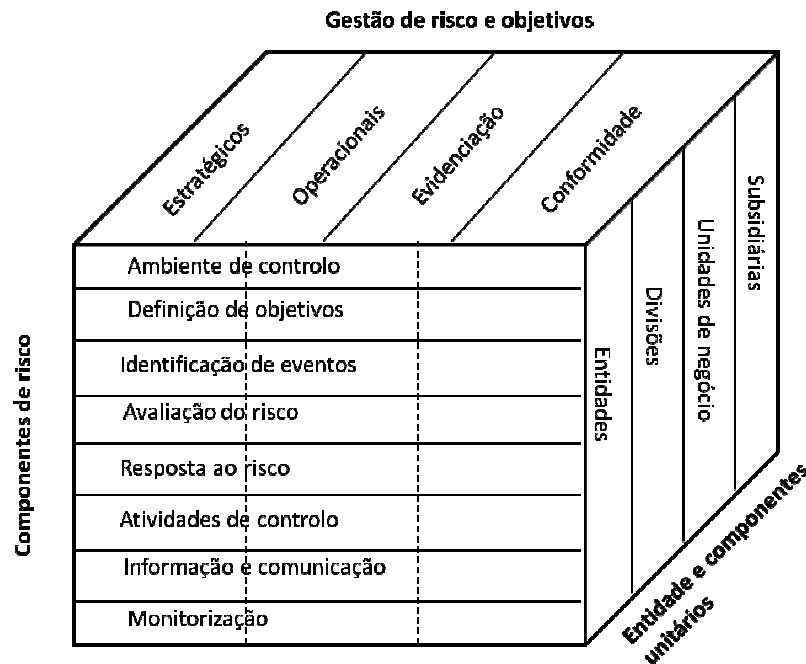 Gestão de risco e objetivos
Estratégicos
Operacionais
Evidenciação
Conformidade
Componentes de risco
Ambiente de controlo
Definição de objetivos
Identificação de eventos
Avaliação do risco
Resposta ao risco
Atividades de controlo
Informação e comunicação
Monitorização
Entidades
Divisões
Unidades de negócio
Subsidiárias
Entidade e componentes
unitários